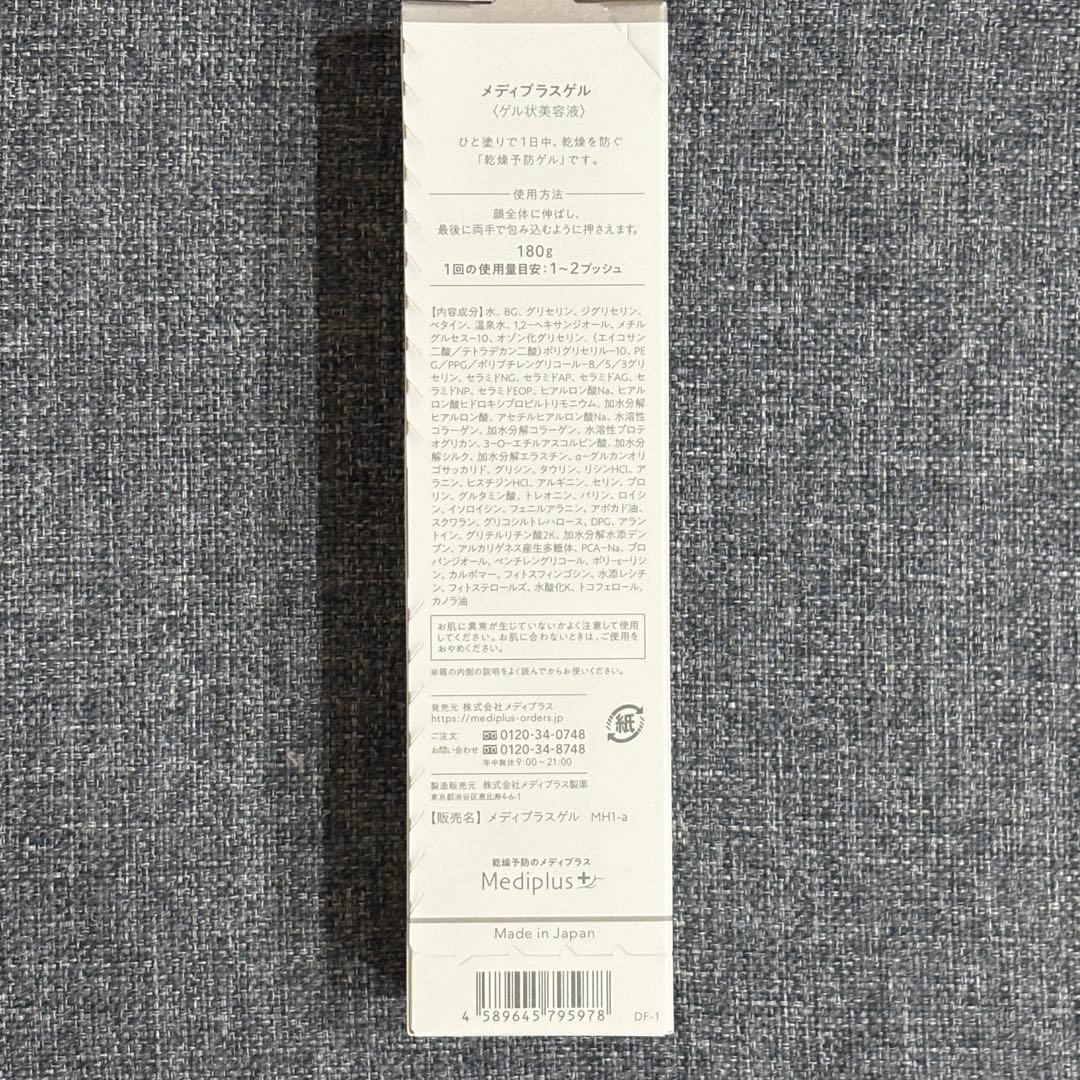 メディプラスゲル
〈ゲル状美容液〉
ひと塗りで1日中、乾燥を防ぐ
「乾燥予防ゲル」です。
使用方法
顔全体に伸ばし、
最後に両手で包み込むように押さえます。
180g
1回の使用量目安：1〜2プッシュ
【内容成分】水、BG、グリセリン、ジグリセリン、
ベタイン、温泉水、1,2−ヘキサンジオール、メチル
グルセス−10、オゾン化グリセリン、(エイコサン
二酸／テトラデカン二酸)ポリグリセリル−10、PE
G／PPG／ポリブチレングリコール−8／5／3グリ
セリン、セラミドNG、セラミドAP、セラミドAG、セ
ラミドNP、セラミドEOP、ヒアルロン酸Na、ヒアル
ロン酸ヒドロキシプロピルトリモニウム、加水分解
ヒアルロン酸、アセチルヒアルロン酸Na、水溶性
コラーゲン、加水分解コラーゲン、水溶性プロテ
オグリカン、3−O−エチルアスコルビン酸、加水分
解シルク、加水分解エラスチン、α−グルカンオリ
ゴサッカリド、グリシン、タウリン、リシンHCl、ア
ラニン、ヒスチジンHCl、アルギニン、セリン、プロ
リン、グルタミン酸、トレオニン、バリン、ロイシ
ン、イソロイシン、フェニルアラニン、アボカド油、
スクワラン、グリコシルトレハロース、DPG、アラン
トイン、グリチルリチン酸2K、加水分解水添デン
プン、アルカリゲネス産生多糖体、PCA−Na、プロ
パンジオール、ペンチレングリコール、ポリ−ε−リシ
ン、カルボマー、フィトスフィンゴシン、水添レシチ
ン、フィトステロールズ、水酸化K、トコフェロール、
カノラ油
お肌に異常が生じていないかよく注意して使用
してください。お肌に合わないときは、ご使用を
おやめください。
※箱の内側の説明をよく読んでからお使いください。
発売元 株式会社メディプラス
https://mediplus-orders.jp
ご注文 0120-34-0748
お問い合わせ 0120-34-8748
年中無休9:00〜21:00
紙
製造販売元 株式会社メディプラス製薬
東京都渋谷区恵比寿4-6-1
【販売名】メディプラスゲル MH1-a
乾燥予防のメディプラス
Mediplus+
Made in Japan
4 589645 795978
DF-1